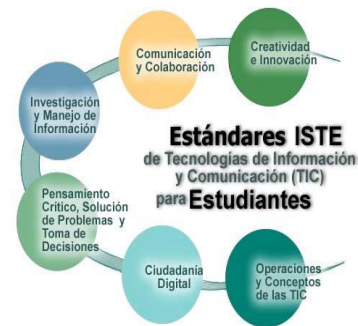 Comunicación
y Colaboración
Creatividad
e Innovación
Investigación
y Manejo de
Información
Estándares ISTE
de Tecnologías de Información
y Comunicación (TIC)
para Estudiantes
Pensamiento
Crítico, Solución
de Problemas y
Toma de
Decisiones
Ciudadanía
Digital
Operaciones
y Conceptos
de las TIC